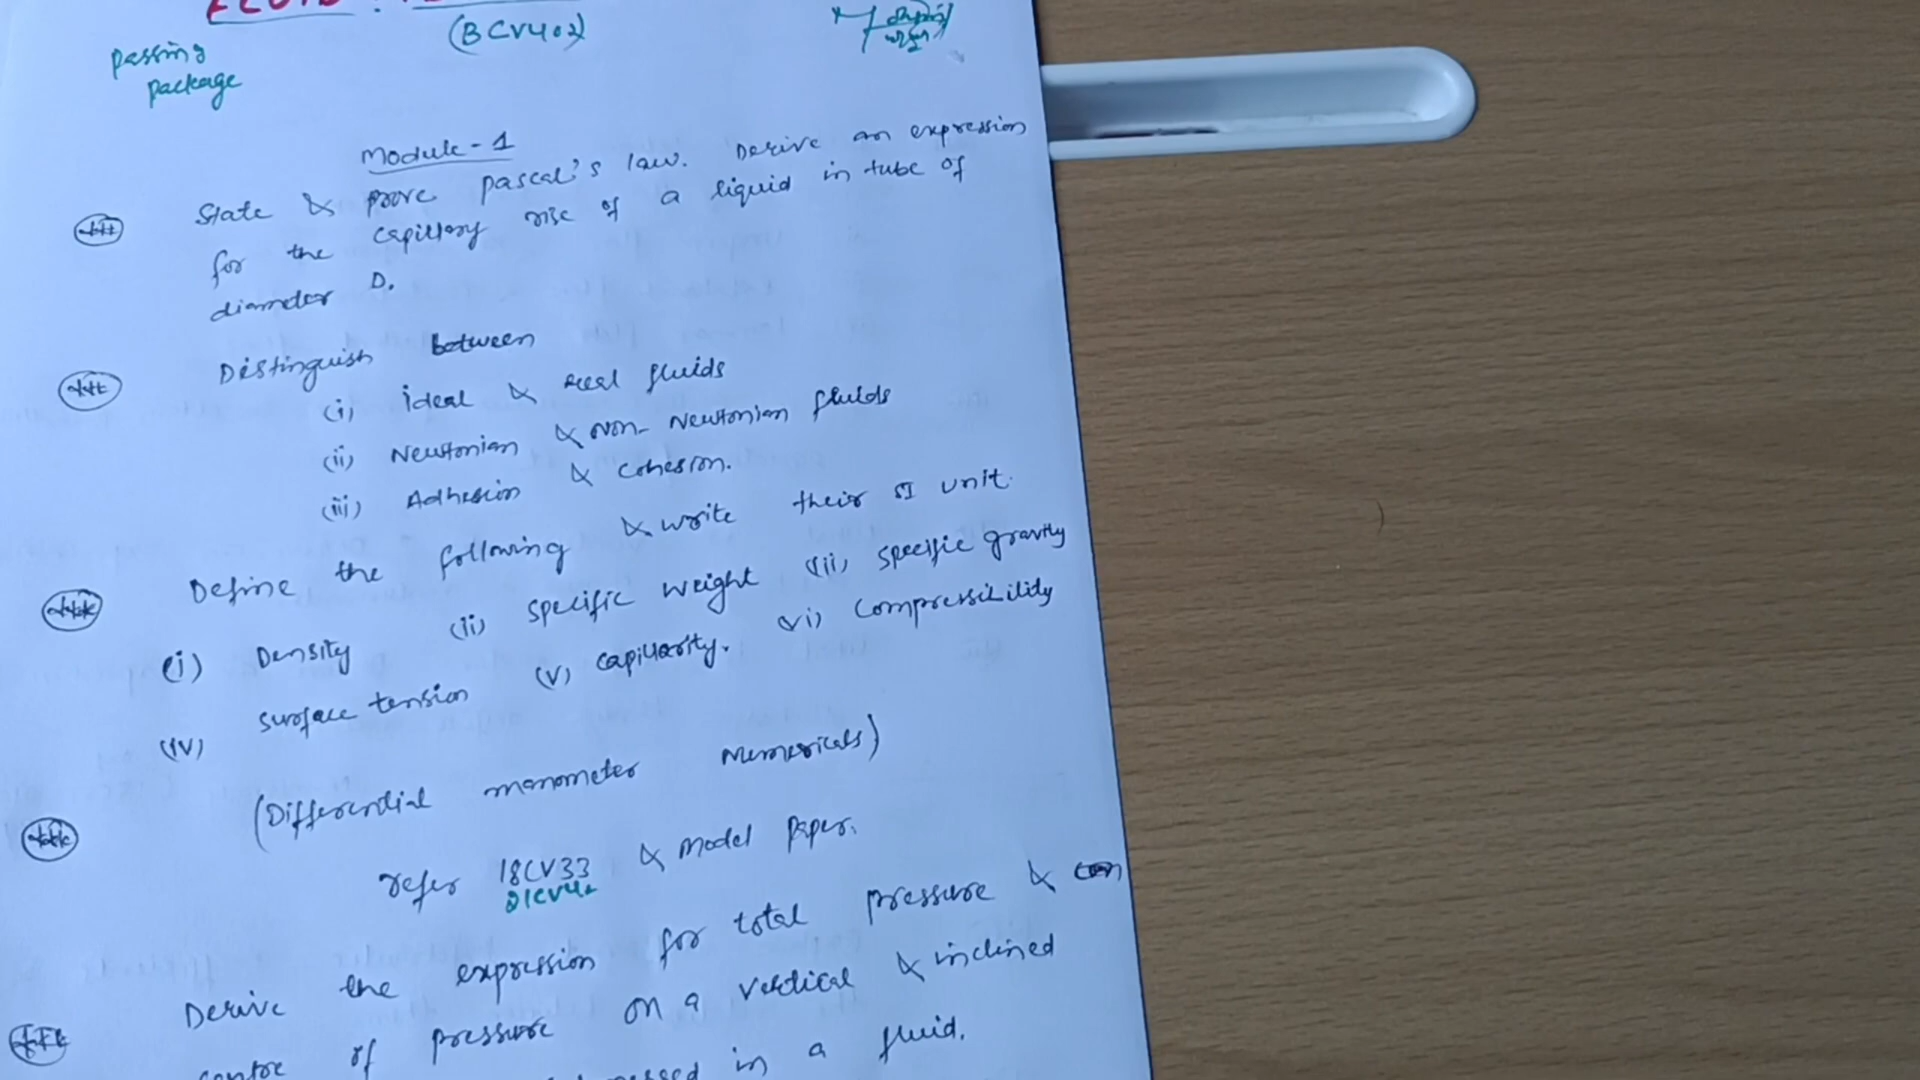 FLUID
(BCV402)
Passing
package
Module-1
State & prove pascal's law. Derive an expression
for the capillary rise of a liquid in tube of
diameter D.
Distinguish between
(i) ideal & real fluids
(ii) Newtonian & Non-Newtonian fluids
(iii) Adhesion & Cohesion.
Define the following & write their SI unit.
(i) Density (ii) specific weight (iii) specific gravity
(iv) surface tension (v) capillarity. (vi) compressibility
(Differential manometer Numericals)
refer 18CV33 & Model Paper.
21CV42
Derive the expression for total pressure &
centre of pressure on a vertical & inclined
in a fluid.